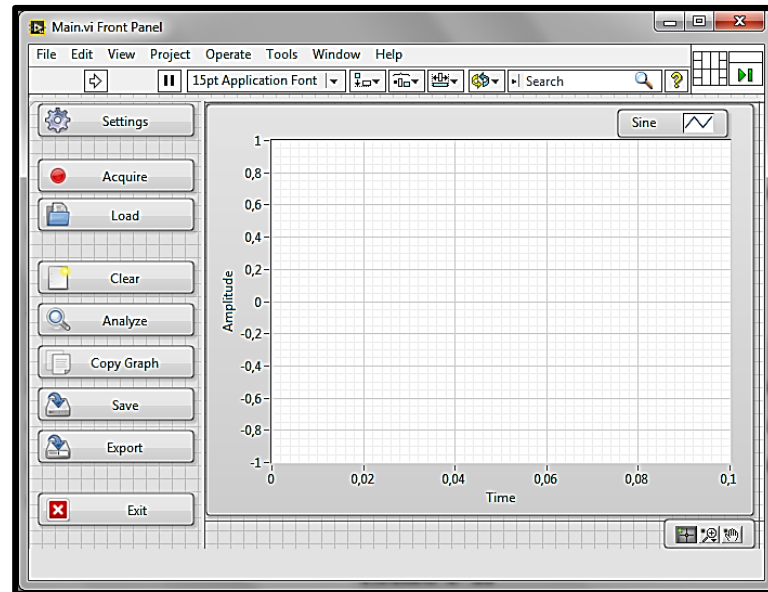 Main.vi Front Panel
File Edit View Project Operate Tools Window Help
15pt Application Font Search
Settings
Acquire
Load
Clear
Analyze
Copy Graph
Save
Export
Exit
Sine
Amplitude
1
0,8
0,6
0,4
0,2
0
-0,2
-0,4
-0,6
-0,8
-1
0 0,02 0,04 0,06 0,08 0,1
Time